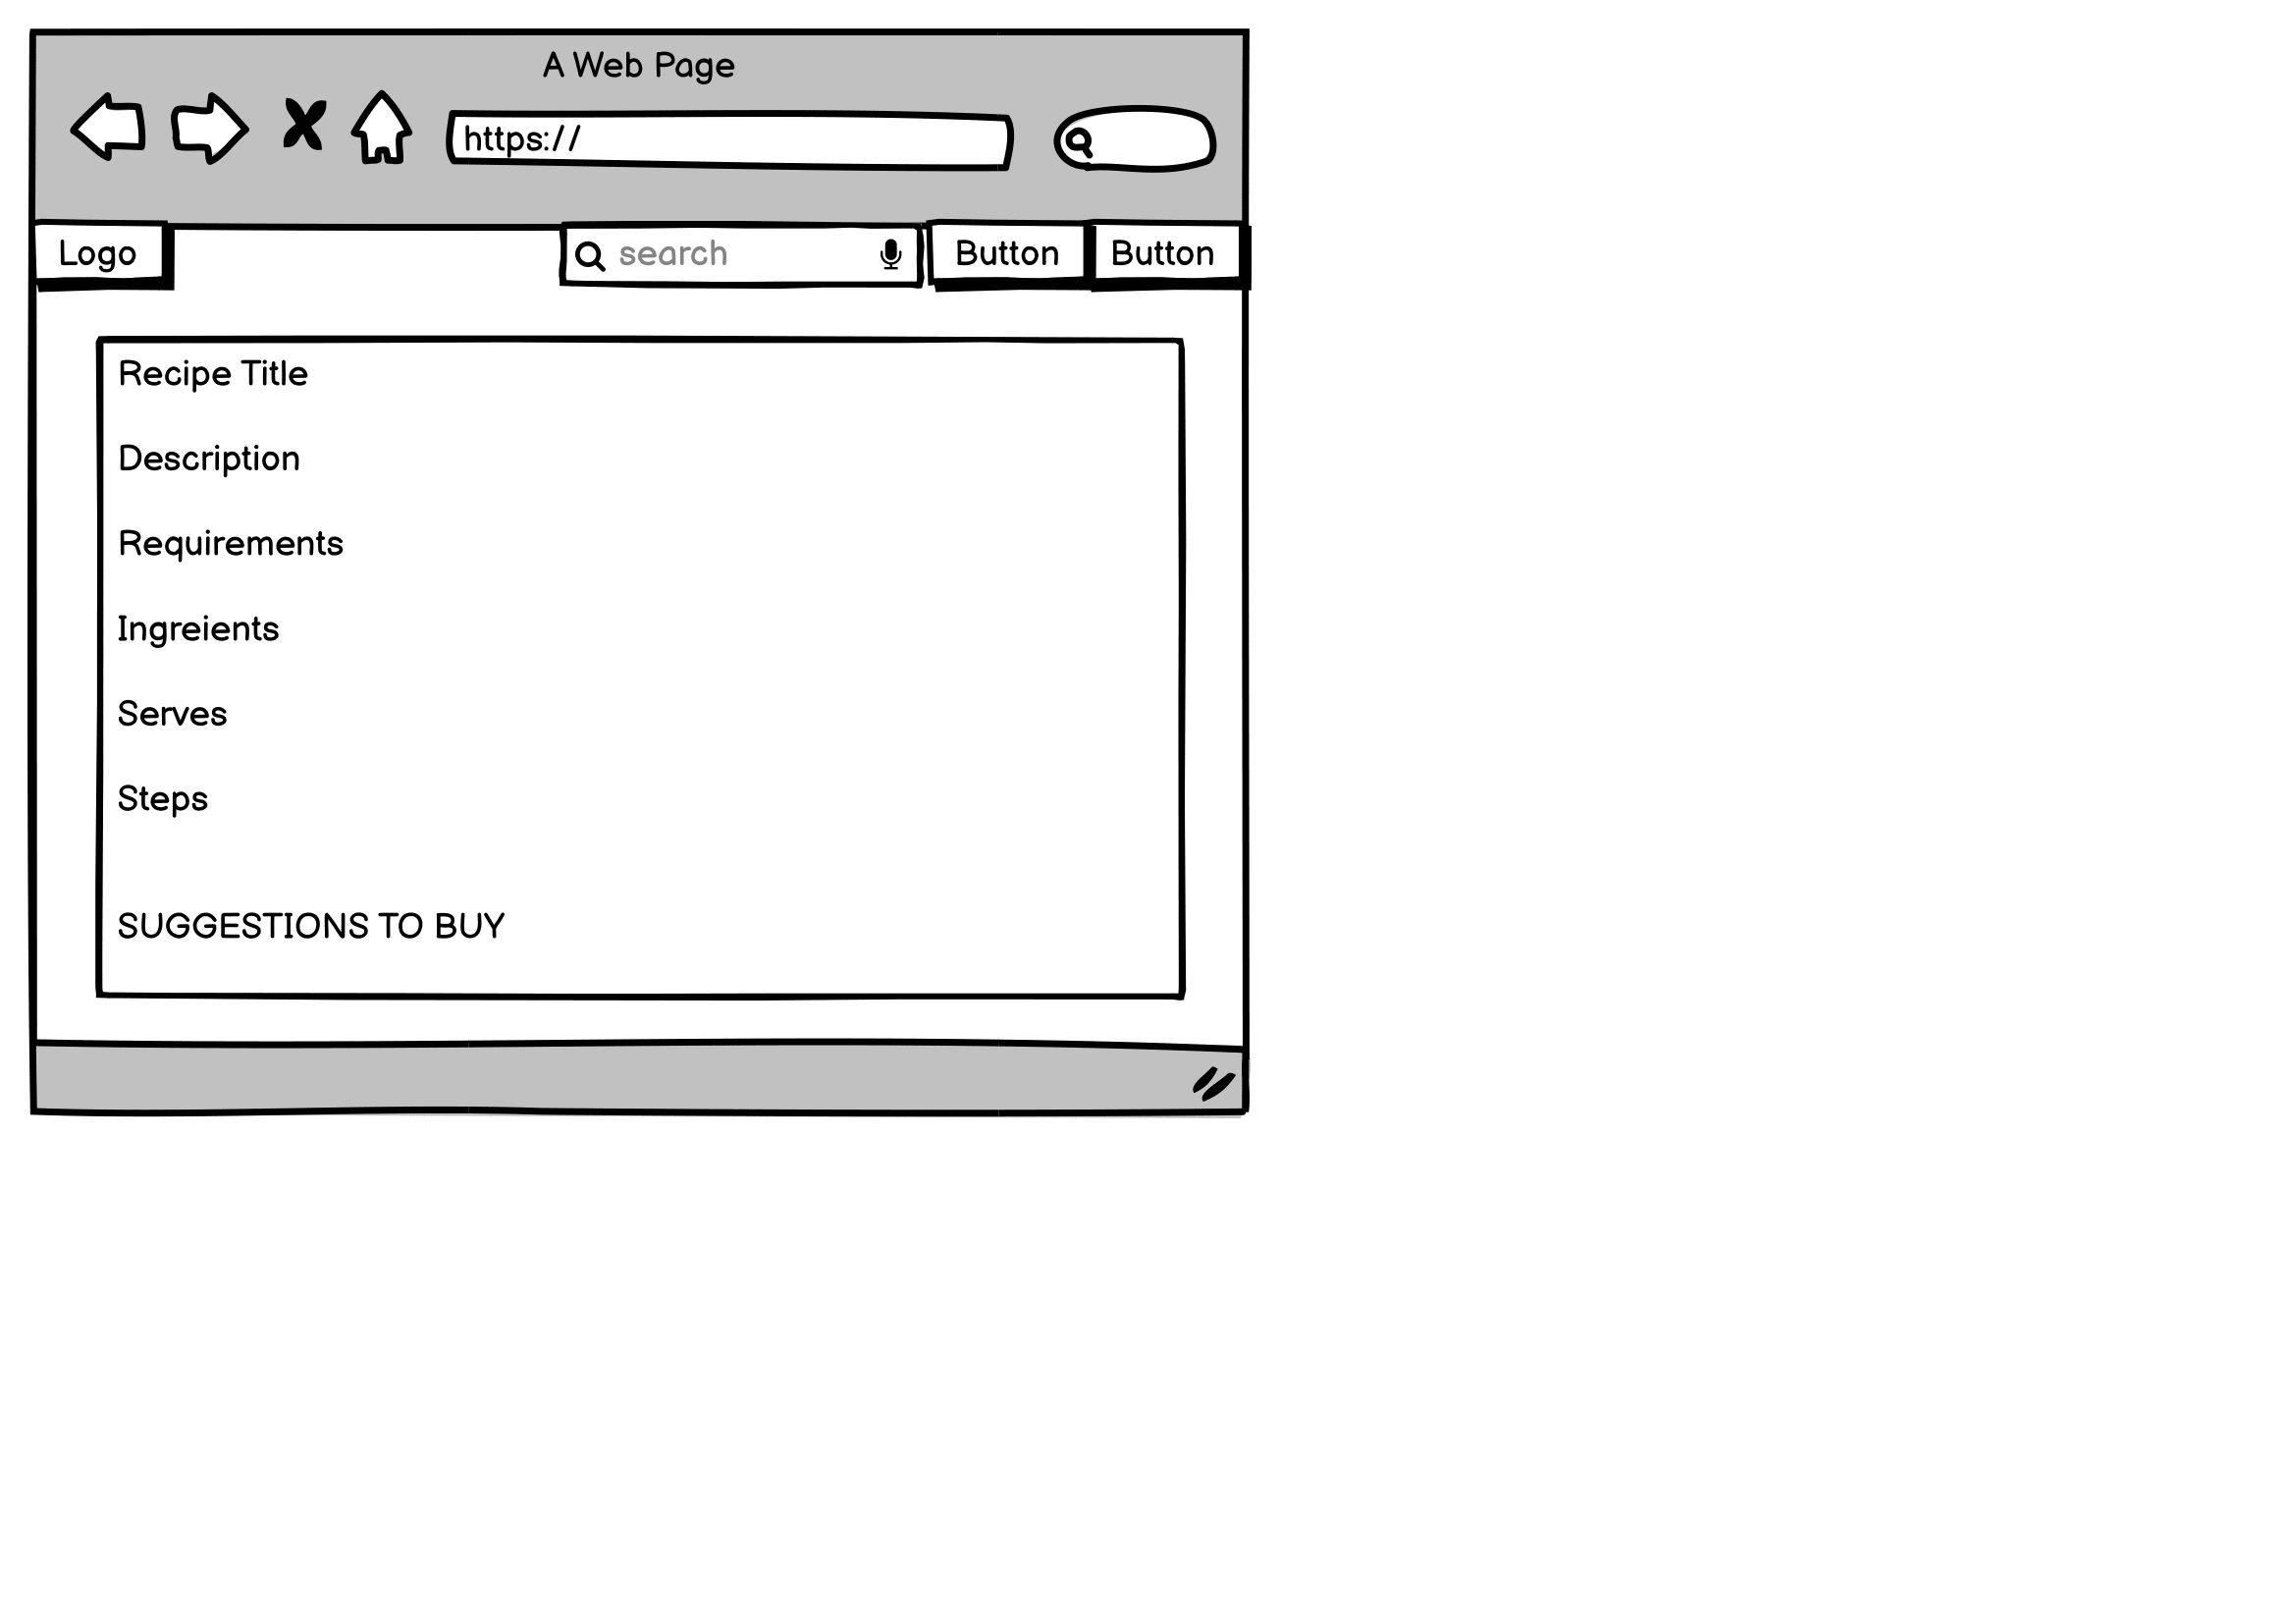 A Web Page
https://
Logo
search
Button
Button
Recipe Title
Description
Requirements
Ingreients
Serves
Steps
SUGGESTIONS TO BUY